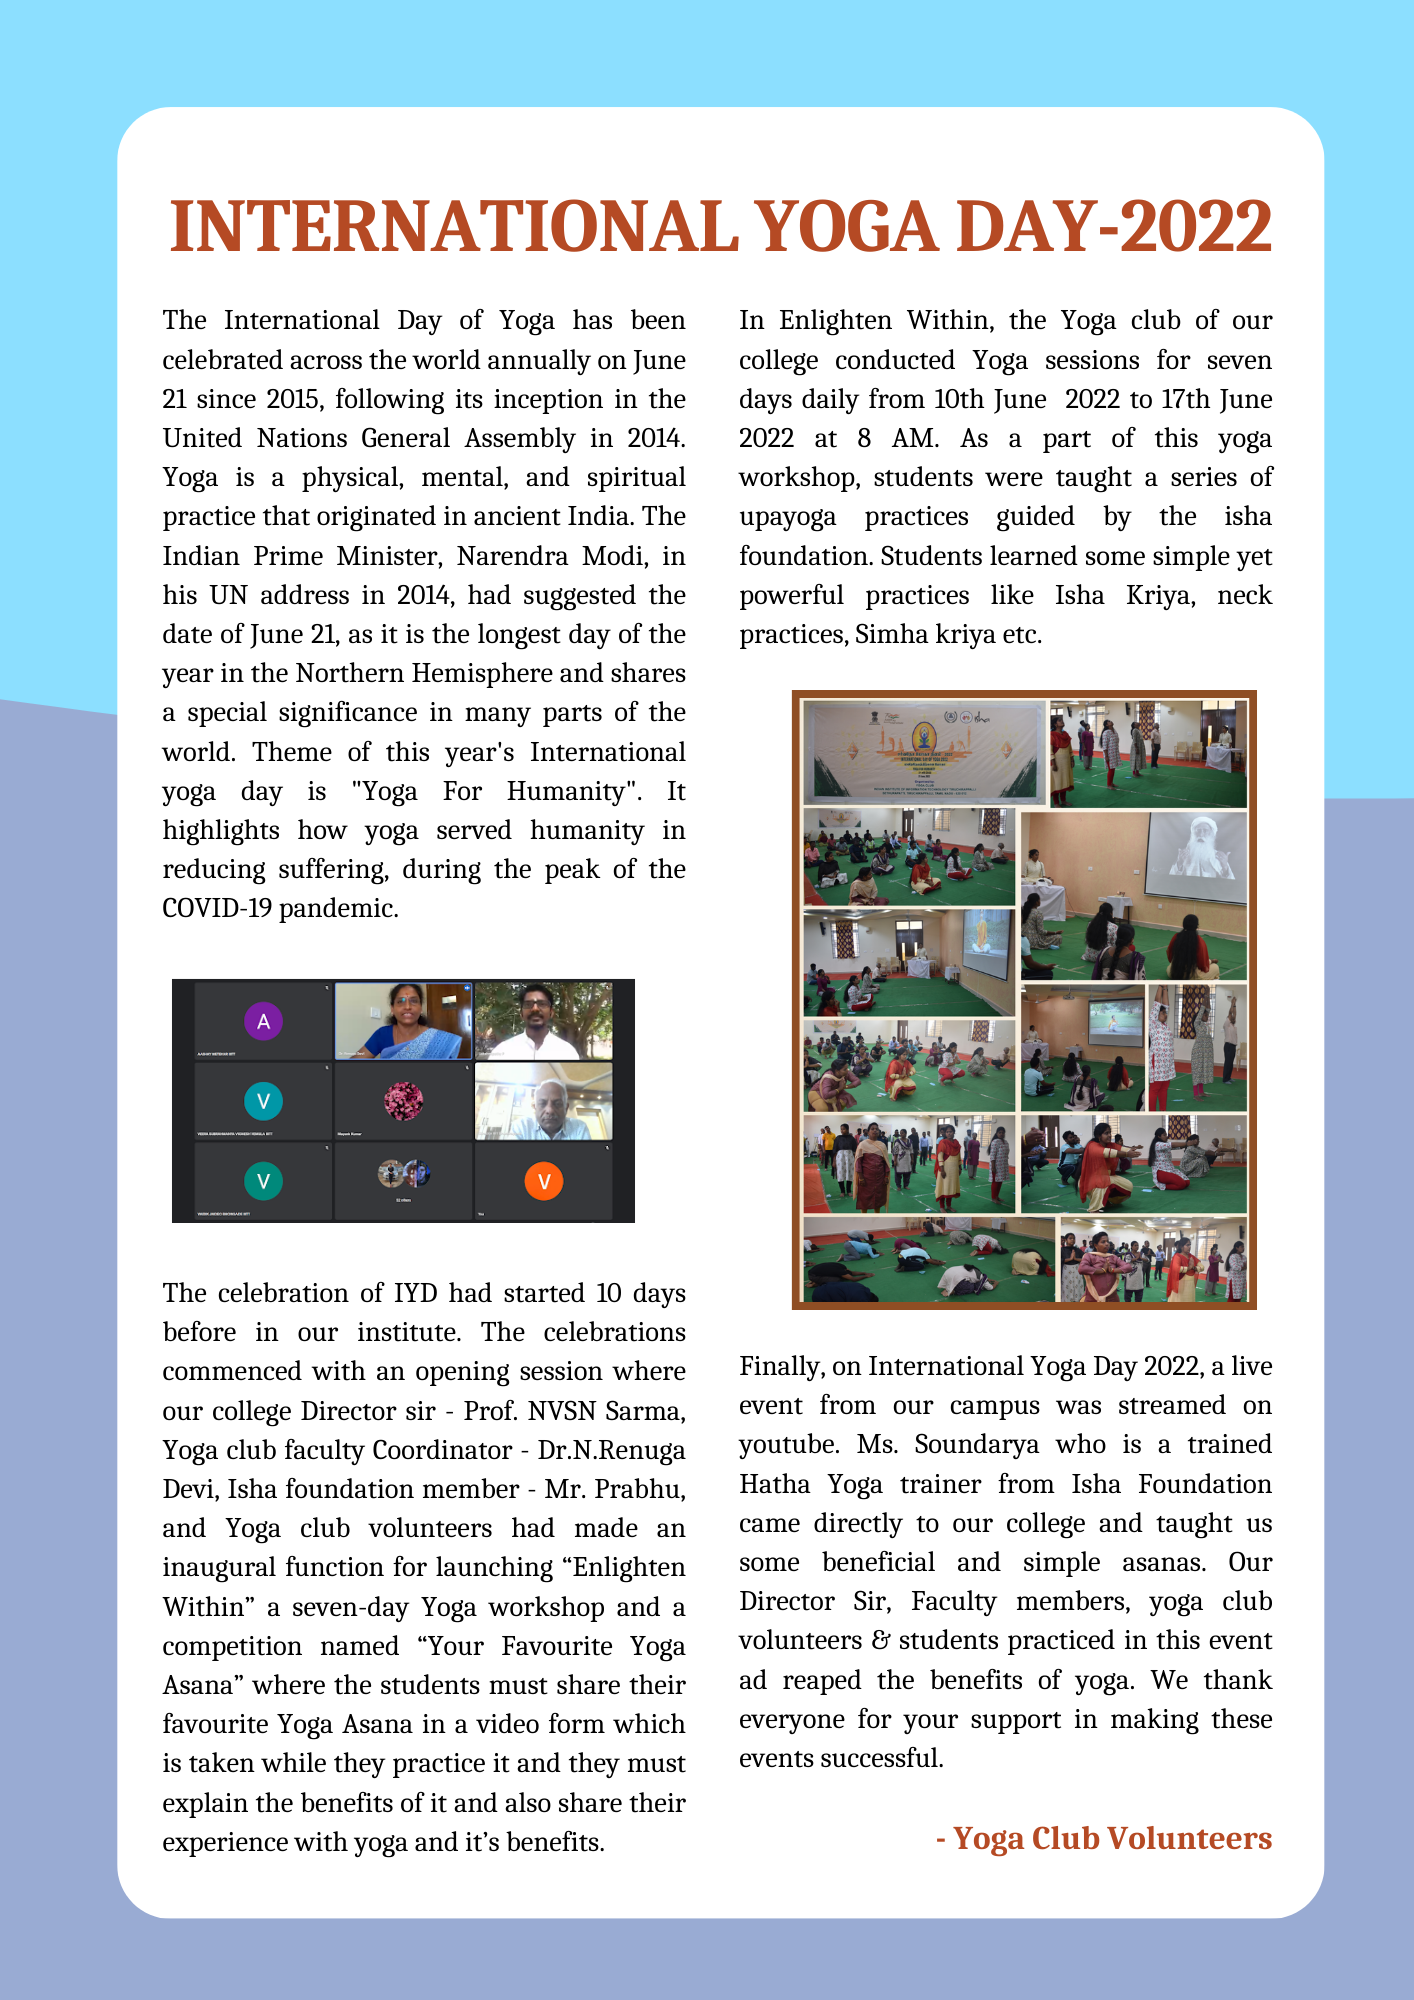 INTERNATIONAL YOGA DAY-2022
The International Day of Yoga has been
celebrated across the world annually on June
21 since 2015, following its inception in the
United Nations General Assembly in 2014.
Yoga is a physical, mental, and spiritual
practice that originated in ancient India. The
Indian Prime Minister, Narendra Modi, in
his UN address in 2014, had suggested the
date of June 21, as it is the longest day of the
year in the Northern Hemisphere and shares
a special significance in many parts of the
world. Theme of this year's International
yoga day is "Yoga For Humanity". It
highlights how yoga served humanity in
reducing suffering, during the peak of the
COVID-19 pandemic.
A
V
V
V
You
The celebration of IYD had started 10 days
before in our institute. The celebrations
commenced with an opening session where
our college Director sir - Prof. NVSN Sarma,
Yoga club faculty Coordinator - Dr.N.Renuga
Devi, Isha foundation member - Mr. Prabhu,
and Yoga club volunteers had made an
inaugural function for launching “Enlighten
Within” a seven-day Yoga workshop and a
competition named “Your Favourite Yoga
Asana” where the students must share their
favourite Yoga Asana in a video form which
is taken while they practice it and they must
explain the benefits of it and also share their
experience with yoga and it’s benefits.
In Enlighten Within, the Yoga club of our
college conducted Yoga sessions for seven
days daily from 10th June 2022 to 17th June
2022 at 8 AM. As a part of this yoga
workshop, students were taught a series of
upayoga practices guided by the isha
foundation. Students learned some simple yet
powerful practices like Isha Kriya, neck
practices, Simha kriya etc.
INTERNATIONAL DAY OF YOGA 2022
Finally, on International Yoga Day 2022, a live
event from our campus was streamed on
youtube. Ms. Soundarya who is a trained
Hatha Yoga trainer from Isha Foundation
came directly to our college and taught us
some beneficial and simple asanas. Our
Director Sir, Faculty members, yoga club
volunteers & students practiced in this event
ad reaped the benefits of yoga. We thank
everyone for your support in making these
events successful.
- Yoga Club Volunteers